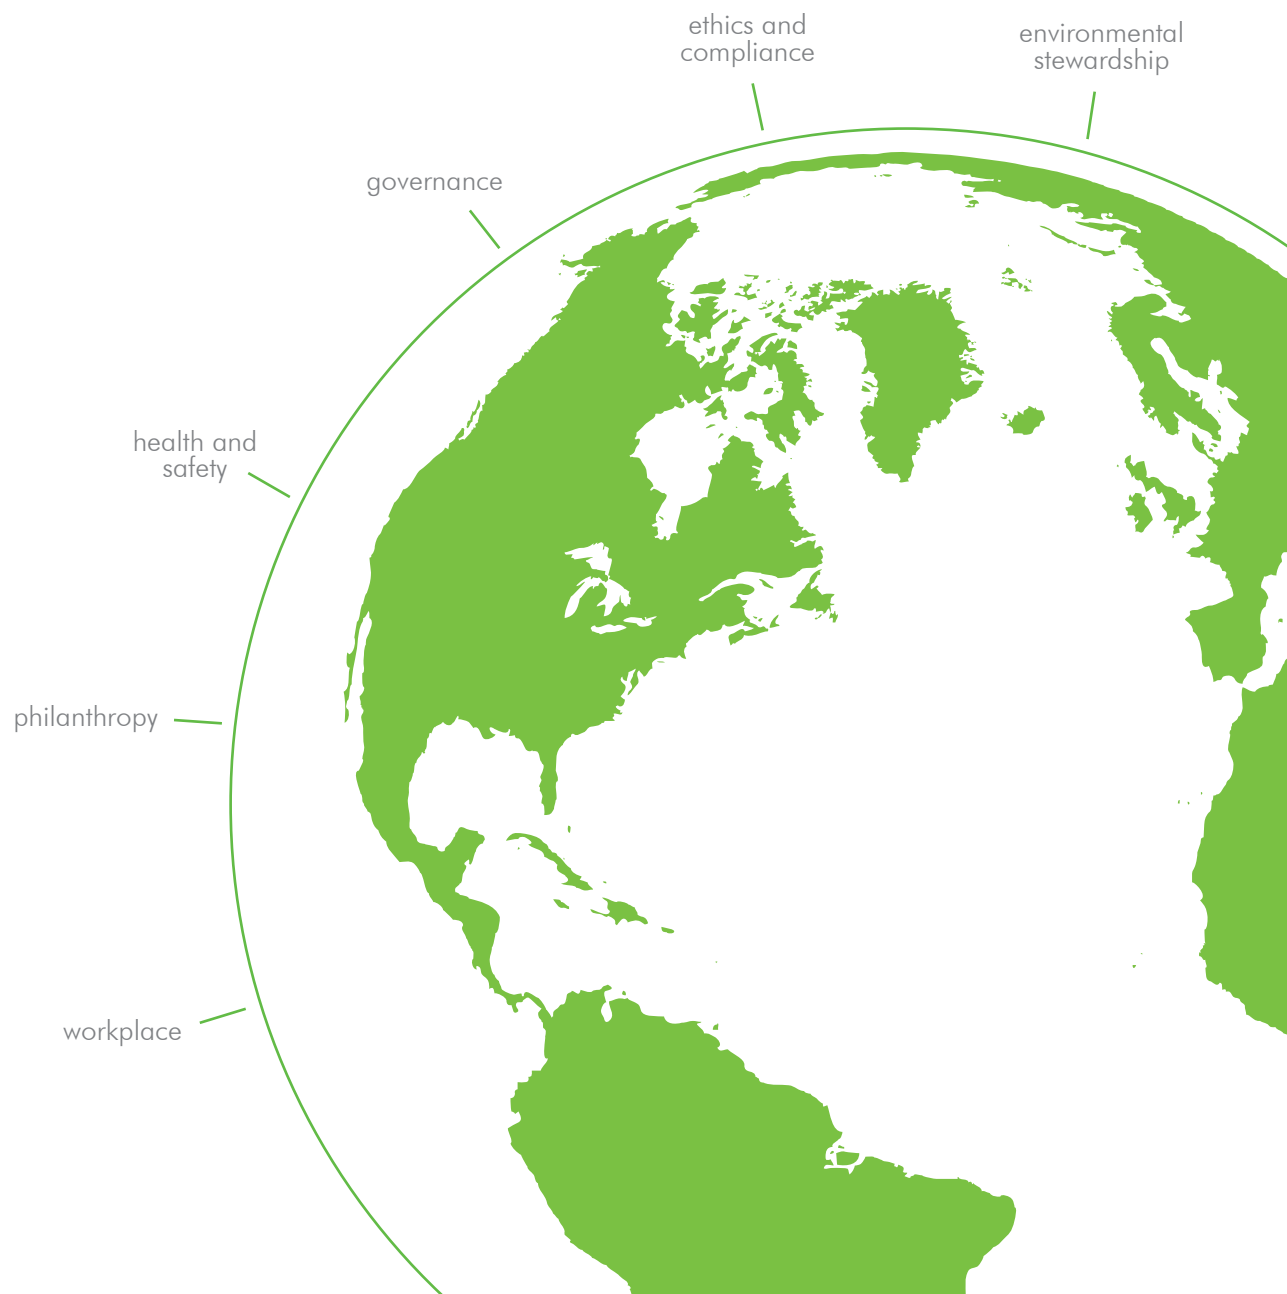 ethics and
compliance
environmental
stewardship
governance
health and
safety
philanthropy
workplace